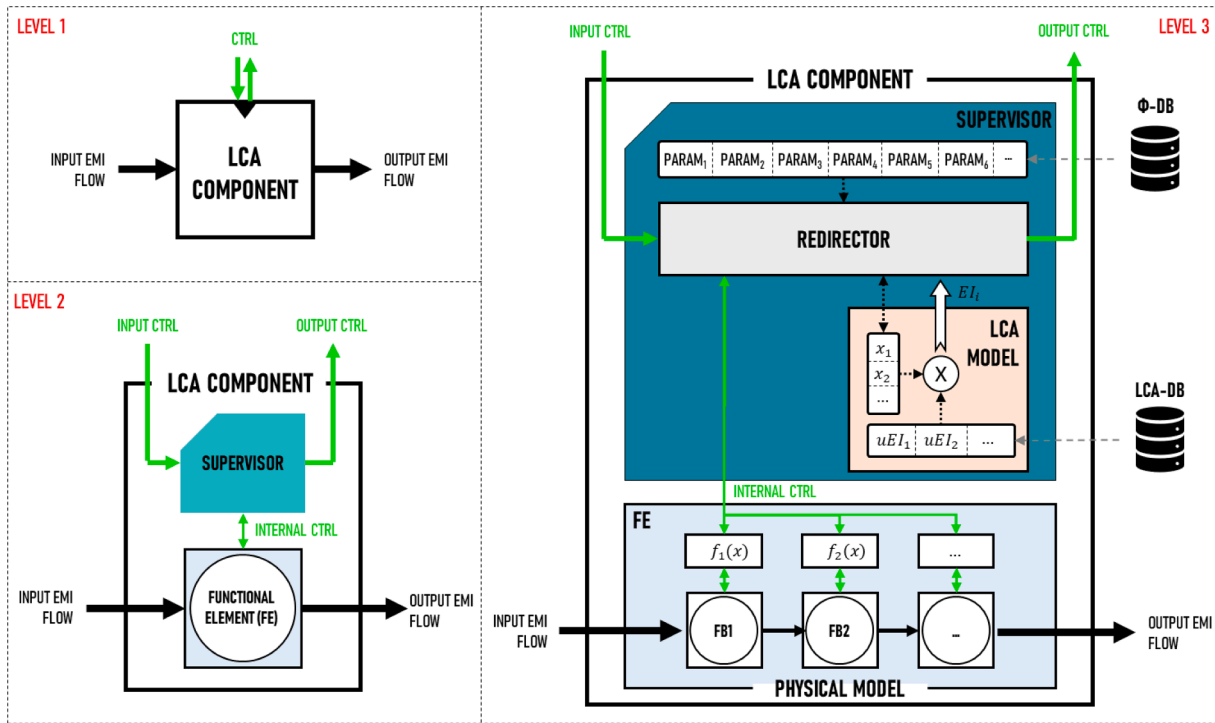 LEVEL 1
CTRL
INPUT EMI
FLOW
LCA
COMPONENT
OUTPUT EMI
FLOW
LEVEL 2
INPUT CTRL
OUTPUT CTRL
LCA COMPONENT
SUPERVISOR
INTERNAL CTRL
INPUT EMI
FLOW
FUNCTIONAL
ELEMENT (FE)
OUTPUT EMI
FLOW
LEVEL 3
INPUT CTRL
OUTPUT CTRL
LCA COMPONENT
SUPERVISOR
Φ-DB
PARAM₁ PARAM₂ PARAM₃ PARAM₄ PARAM₅ PARAM₆ ...
REDIRECTOR
EIᵢ
LCA
MODEL
x₁
x₂
...
X
LCA-DB
uEI₁ uEI₂ ...
INTERNAL CTRL
FE
f₁(x) f₂(x) ...
INPUT EMI
FLOW
FB1 FB2 ...
OUTPUT EMI
FLOW
PHYSICAL MODEL